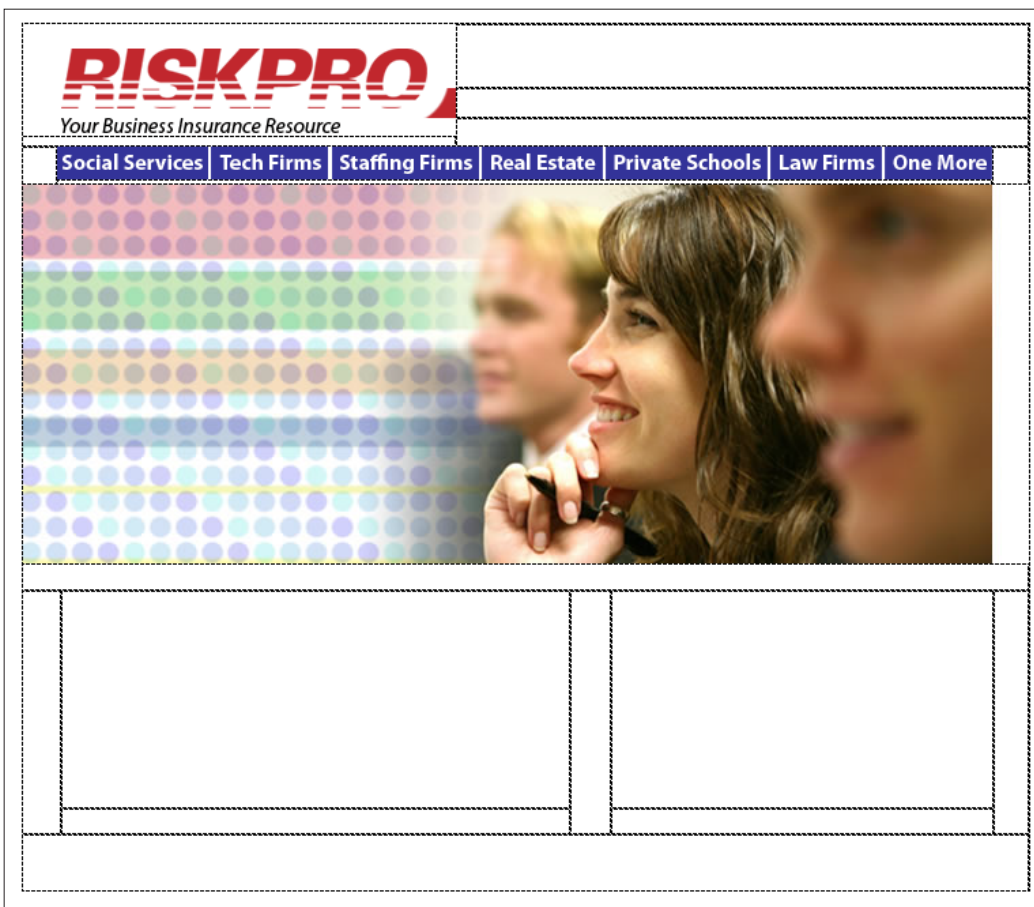 RISKPRO
Your Business Insurance Resource
Social Services Tech Firms Staffing Firms Real Estate Private Schools Law Firms One More